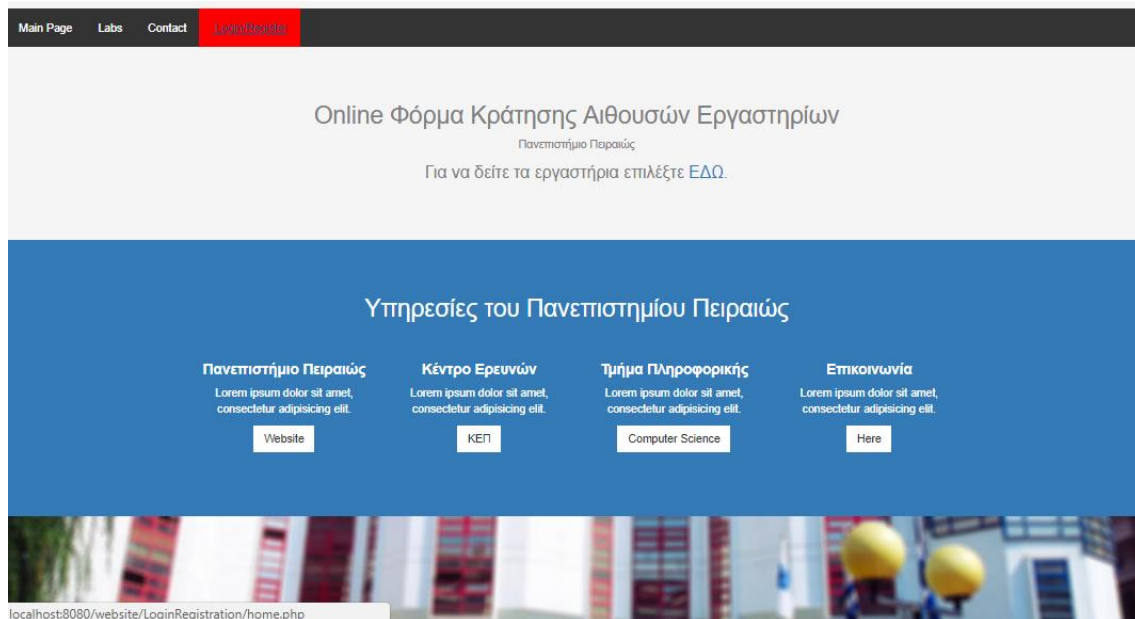 Main Page Labs Contact Login/Register
Online Φόρμα Κράτησης Αιθουσών Εργαστηρίων
Πανεπιστήμιο Πειραιώς
Για να δείτε τα εργαστήρια επιλέξτε ΕΔΩ.
Υπηρεσίες του Πανεπιστημίου Πειραιώς
Πανεπιστήμιο Πειραιώς
Lorem ipsum dolor sit amet,
consectetur adipisicing elit.
Website
Κέντρο Ερευνών
Lorem ipsum dolor sit amet,
consectetur adipisicing elit.
ΚΕΠ
Τμήμα Πληροφορικής
Lorem ipsum dolor sit amet,
consectetur adipisicing elit.
Computer Science
Επικοινωνία
Lorem ipsum dolor sit amet,
consectetur adipisicing elit.
Here
localhost:8080/website/LoginRegistration/home.php